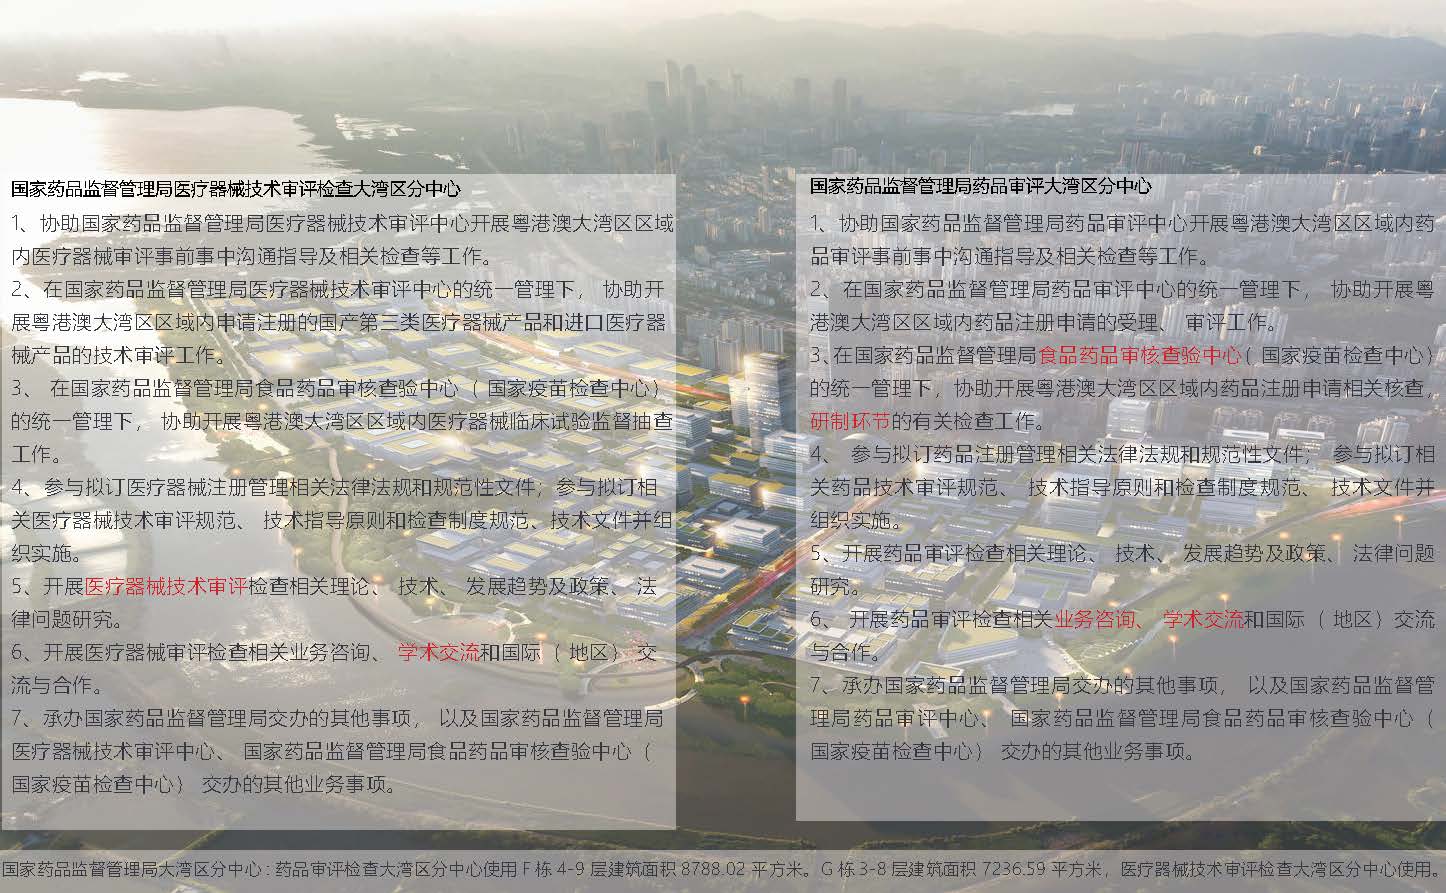 国家药品监督管理局医疗器械技术审评检查大湾区分中心
1、协助国家药品监督管理局医疗器械技术审评中心开展粤港澳大湾区区域
内医疗器械审评事前事中沟通指导及相关检查等工作。
2、在国家药品监督管理局医疗器械技术审评中心的统一管理下， 协助开
展粤港澳大湾区区域内申请注册的国产第三类医疗器械产品和进口医疗器
械产品的技术审评工作。
3、 在国家药品监督管理局食品药品审核查验中心（ 国家疫苗检查中心）
的统一管理下， 协助开展粤港澳大湾区区域内医疗器械临床试验监督抽查
工作。
4、参与拟订医疗器械注册管理相关法律法规和规范性文件；参与拟订相
关医疗器械技术审评规范、 技术指导原则和检查制度规范、技术文件并组
织实施。
5、开展医疗器械技术审评检查相关理论、 技术、 发展趋势及政策、 法
律问题研究。
6、开展医疗器械审评检查相关业务咨询、 学术交流和国际（ 地区） 交
流与合作。
7、承办国家药品监督管理局交办的其他事项， 以及国家药品监督管理局
医疗器械技术审评中心、 国家药品监督管理局食品药品审核查验中心（
国家疫苗检查中心） 交办的其他业务事项。
国家药品监督管理局药品审评大湾区分中心
1、协助国家药品监督管理局药品审评中心开展粤港澳大湾区区域内药
品审评事前事中沟通指导及相关检查等工作。
2、在国家药品监督管理局药品审评中心的统一管理下， 协助开展粤
港澳大湾区区域内药品注册申请的受理、 审评工作。
3、在国家药品监督管理局食品药品审核查验中心（ 国家疫苗检查中心）
的统一管理下，协助开展粤港澳大湾区区域内药品注册申请相关核查，
研制环节的有关检查工作。
4、 参与拟订药品注册管理相关法律法规和规范性文件； 参与拟订相
关药品技术审评规范、 技术指导原则和检查制度规范、 技术文件并
组织实施。
5、开展药品审评检查相关理论、 技术、 发展趋势及政策、 法律问题
研究。
6、 开展药品审评检查相关业务咨询、 学术交流和国际（ 地区）交流
与合作。
7、承办国家药品监督管理局交办的其他事项， 以及国家药品监督管
理局药品审评中心、 国家药品监督管理局食品药品审核查验中心（
国家疫苗检查中心） 交办的其他业务事项。
国家药品监督管理局大湾区分中心：药品审评检查大湾区分中心使用 F 栋 4-9 层建筑面积 8788.02 平方米。G 栋 3-8 层建筑面积 7236.59 平方米，医疗器械技术审评检查大湾区分中心使用。